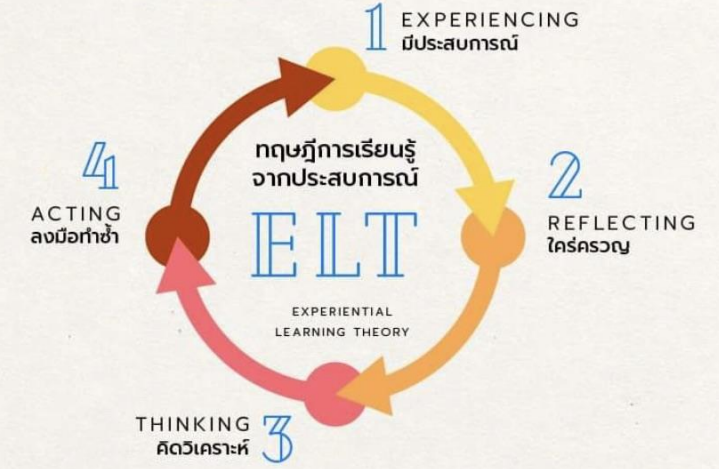 1 EXPERIENCING
มีประสบการณ์
2
REFLECTING
ใคร่ครวญ
3
THINKING
คิดวิเคราะห์
4
ACTING
ลงมือทำซ้ำ
ทฤษฎีการเรียนรู้
จากประสบการณ์
ELT
EXPERIENTIAL
LEARNING THEORY